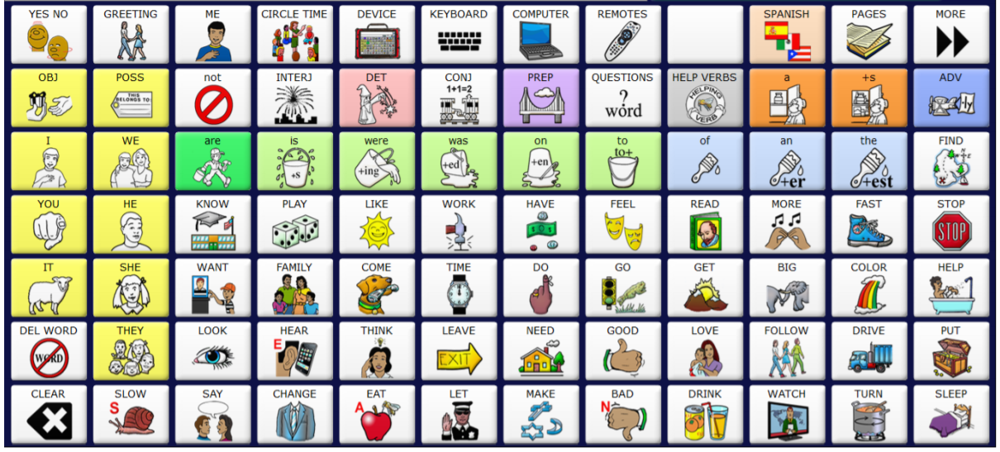 YES NO GREETING ME CIRCLE TIME DEVICE KEYBOARD COMPUTER REMOTES SPANISH PAGES MORE
OBJ POSS not INTERJ DET CONJ PREP QUESTIONS HELP VERBS a +s ADV
THIS BELONGS TO: 1+1=2 ? word HELPING VERB ly
I WE are is were was on to of an the FIND
+s +ing +ed +en to+ +er +est N W E
YOU HE KNOW PLAY LIKE WORK HAVE FEEL READ MORE FAST STOP
STOP
IT SHE WANT FAMILY COME TIME DO GO GET BIG COLOR HELP
DEL WORD THEY LOOK HEAR THINK LEAVE NEED GOOD LOVE FOLLOW DRIVE PUT
WORD E EXIT
CLEAR SLOW SAY CHANGE EAT LET MAKE BAD DRINK WATCH TURN SLEEP
S A N